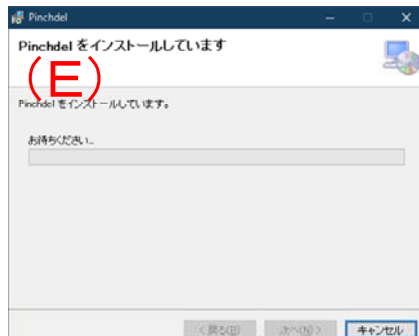 Pinchdel
Pinchdel をインストールしています
(E)
Pinchdel をインストールしています。
お待ちください...
< 戻る(B)
次へ(N) >
キャンセル